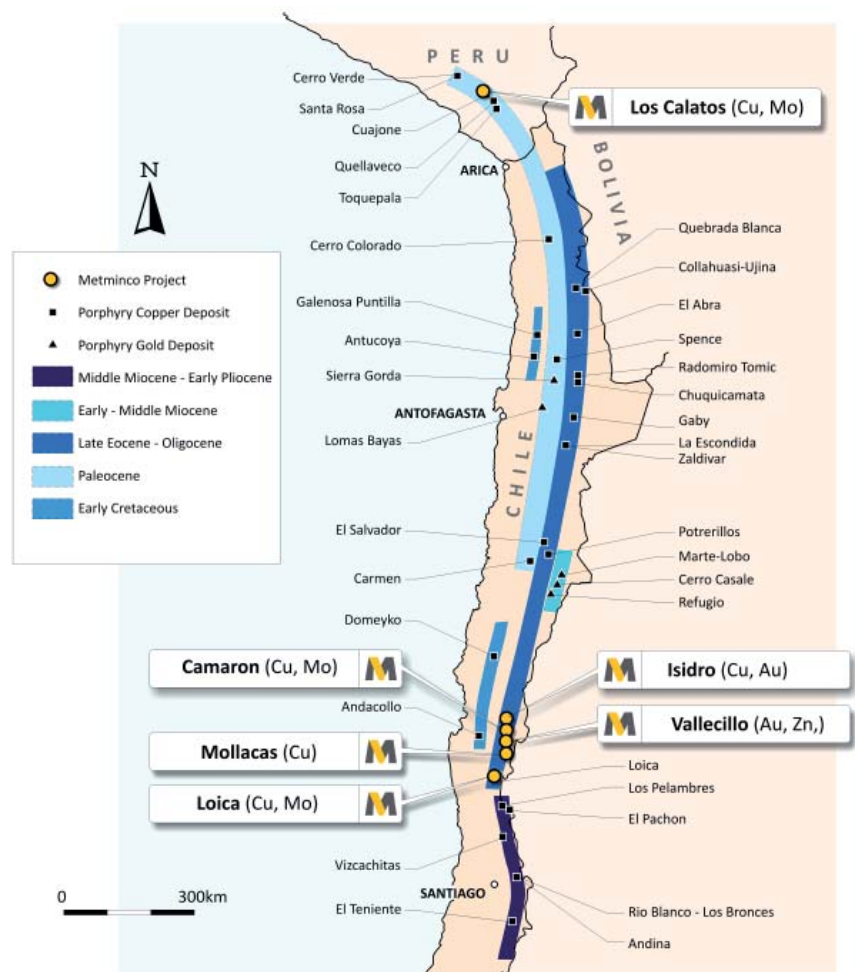 PERU
Cerro Verde
Santa Rosa
Cuajone
Quellaveco
Toquepala
Los Calatos (Cu, Mo)
ARICA
BOLIVIA
N
Cerro Colorado
Quebrada Blanca
Collahuasi-Ujina
Metminco Project
Porphyry Copper Deposit
Porphyry Gold Deposit
Middle Miocene - Early Pliocene
Early - Middle Miocene
Late Eocene - Oligocene
Paleocene
Early Cretaceous
Galenosa Puntilla
Antucoya
Sierra Gorda
ANTOFAGASTA
Lomas Bayas
El Abra
Spence
Radomiro Tomic
Chuquicamata
Gaby
La Escondida
Zaldivar
CHILE
El Salvador
Carmen
Domeyko
Potrerillos
Marte-Lobo
Cerro Casale
Refugio
Camaron (Cu, Mo)
Isidro (Cu, Au)
Andacollo
Vallecillo (Au, Zn,)
Mollacas (Cu)
Loica (Cu, Mo)
Loica
Los Pelambres
El Pachon
Vizcachitas
SANTIAGO
El Teniente
Rio Blanco - Los Bronces
Andina
0 300km